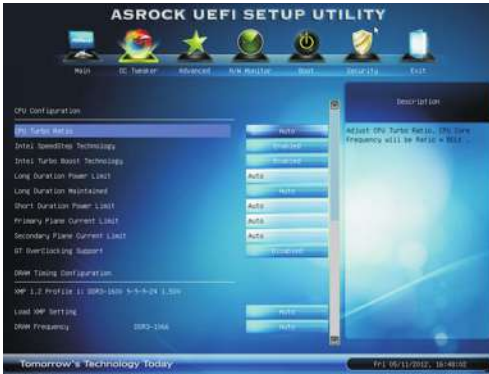 ASROCK UEFI SETUP UTILITY
Main OC Tweaker Advanced H/W Monitor Boot Security Exit
Description
CPU Configuration
CPU Turbo Ratio Auto
Adjust CPU Turbo Ratio. CPU Core
Frequency will be Ratio *
Intel SpeedStep Technology Enabled
Intel Turbo Boost Technology Enabled
Long Duration Power Limit Auto
Long Duration Maintained Auto
Short Duration Power Limit Auto
Primary Plane Current Limit Auto
Secondary Plane Current Limit Auto
GT OverClocking Support Disabled
DRAM Timing Configuration
XMP 1.2 Profile 1: DDR3-1600 9-9-9-24 1.50V
Load XMP Setting Auto
DRAM Frequency DDR3-1066 Auto
Tomorrow's Technology Today
Fri 05/11/2012, 16:48:02